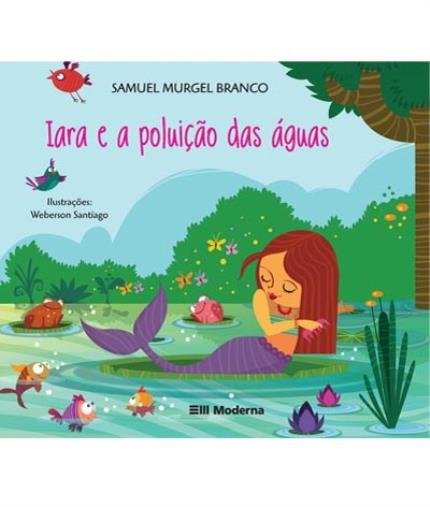 SAMUEL MURGEL BRANCO
Iara e a poluição das águas
Ilustrações:
Weberson Santiago
Moderna